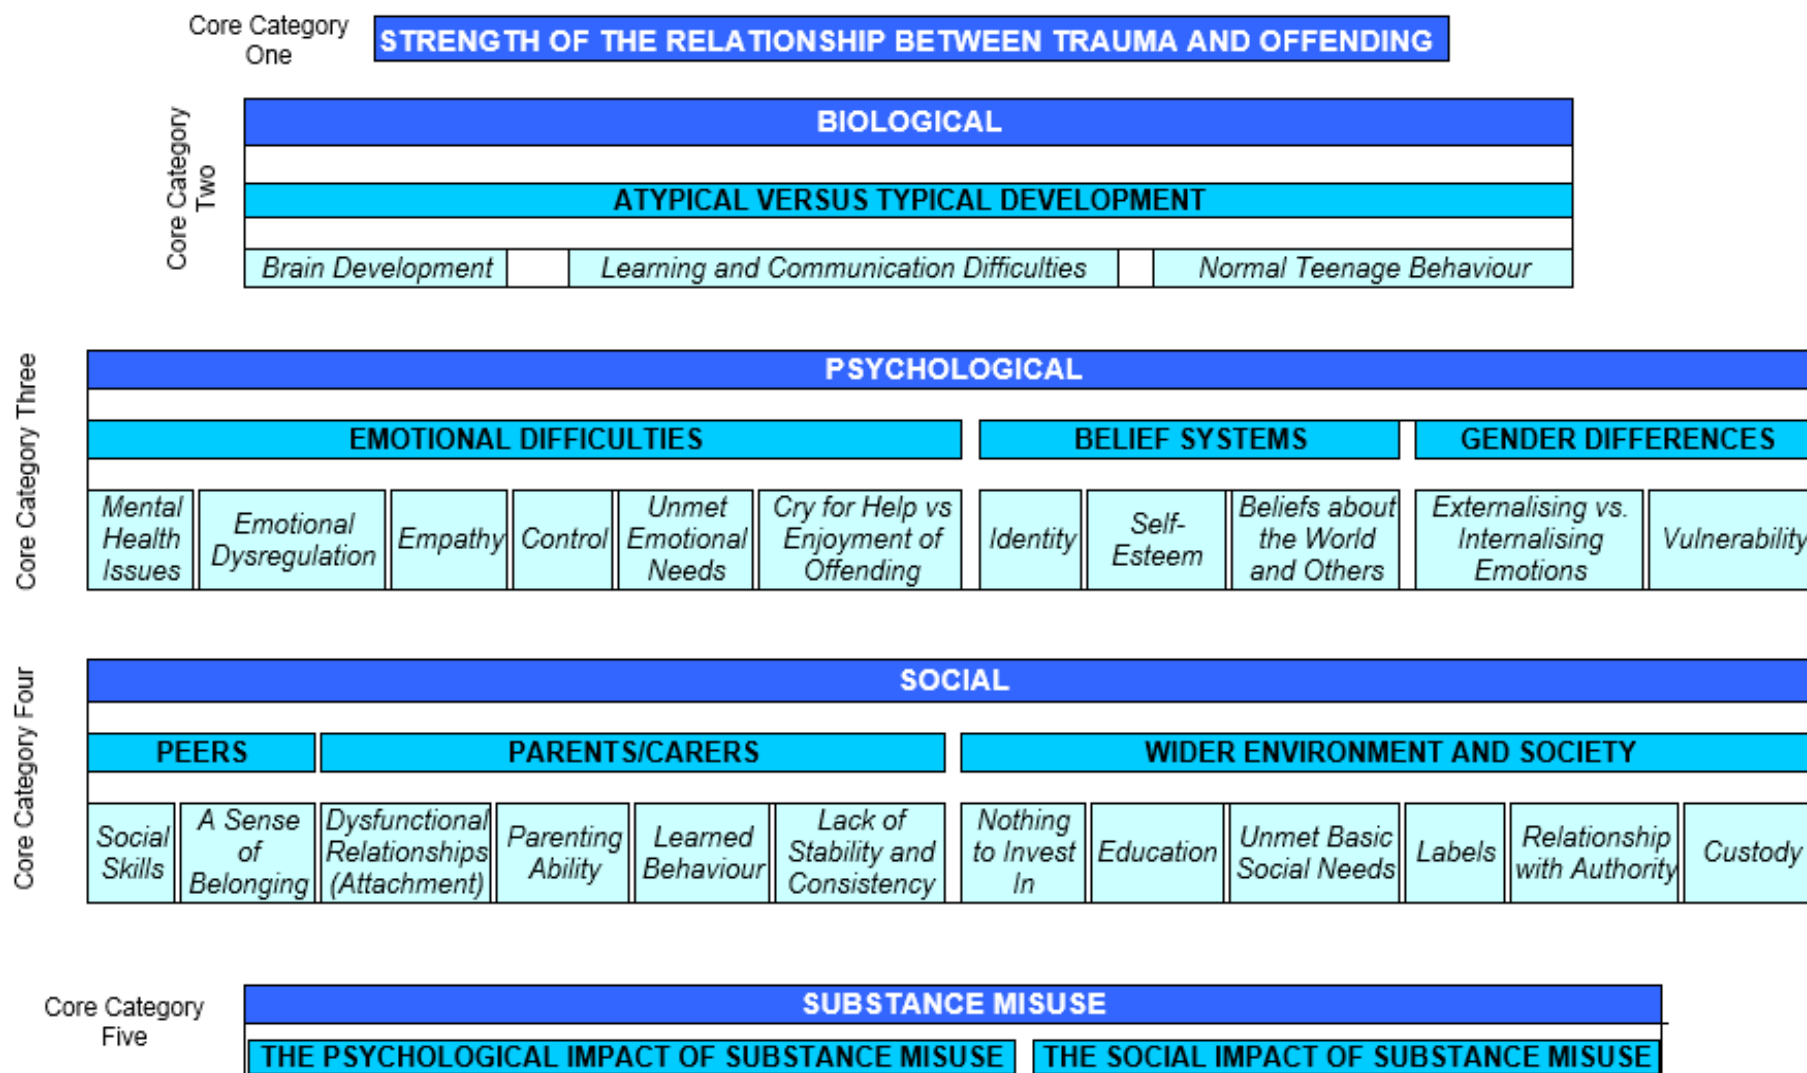 Core Category
One
STRENGTH OF THE RELATIONSHIP BETWEEN TRAUMA AND OFFENDING
Core Category
Two
BIOLOGICAL
ATYPICAL VERSUS TYPICAL DEVELOPMENT
Brain Development
Learning and Communication Difficulties
Normal Teenage Behaviour
Core Category Three
PSYCHOLOGICAL
EMOTIONAL DIFFICULTIES
BELIEF SYSTEMS
GENDER DIFFERENCES
Mental
Health
Issues
Emotional
Dysregulation
Empathy
Control
Unmet
Emotional
Needs
Cry for Help vs
Enjoyment of
Offending
Identity
Self-
Esteem
Beliefs about
the World
and Others
Externalising vs.
Internalising
Emotions
Vulnerability
Core Category Four
SOCIAL
PEERS
PARENTS/CARERS
WIDER ENVIRONMENT AND SOCIETY
Social
Skills
A Sense
of
Belonging
Dysfunctional
Relationships
(Attachment)
Parenting
Ability
Learned
Behaviour
Lack of
Stability and
Consistency
Nothing
to Invest
In
Education
Unmet Basic
Social Needs
Labels
Relationship
with Authority
Custody
Core Category
Five
SUBSTANCE MISUSE
THE PSYCHOLOGICAL IMPACT OF SUBSTANCE MISUSE
THE SOCIAL IMPACT OF SUBSTANCE MISUSE